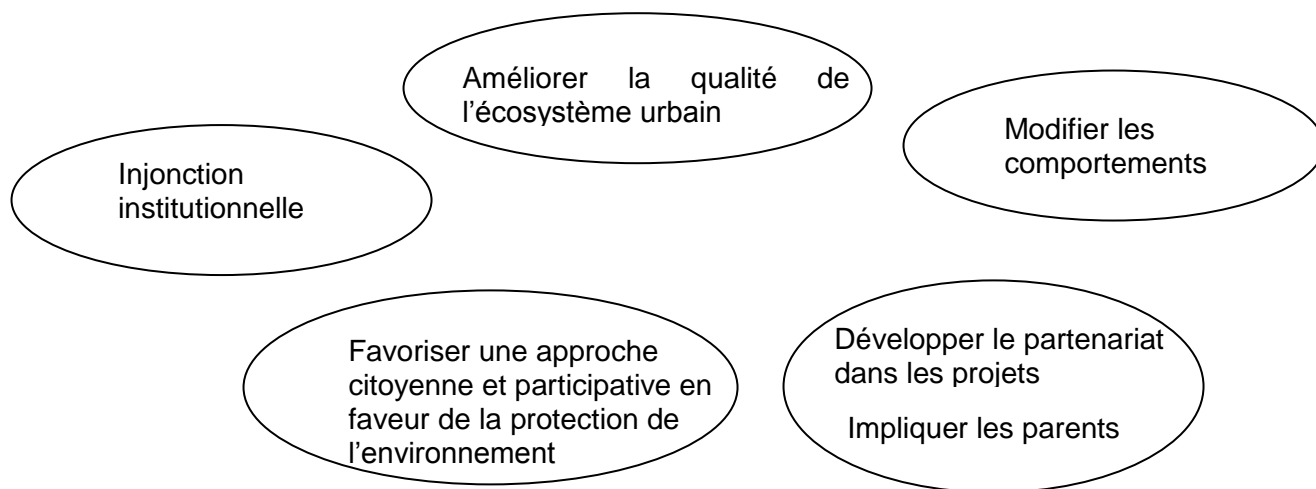 Améliorer la qualité de
l’écosystème urbain
Modifier les
comportements
Injonction
institutionnelle
Favoriser une approche
citoyenne et participative en
faveur de la protection de
l’environnement
Développer le partenariat
dans les projets
Impliquer les parents